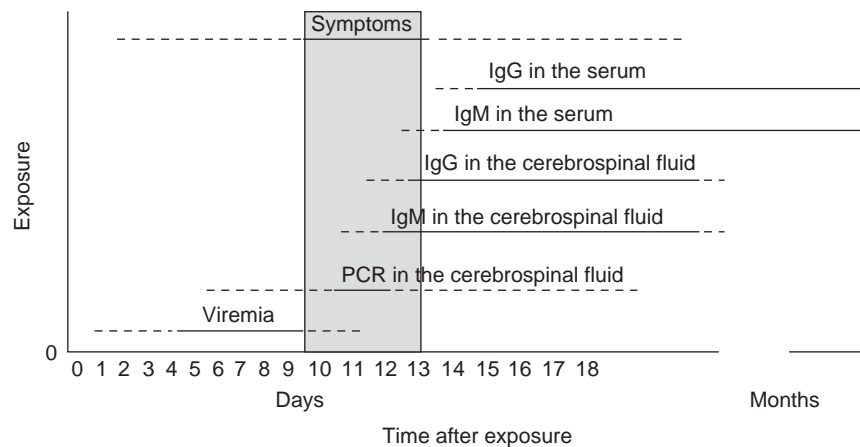 Symptoms
IgG in the serum
IgM in the serum
IgG in the cerebrospinal fluid
IgM in the cerebrospinal fluid
PCR in the cerebrospinal fluid
Viremia
Exposure
0
0 1 2 3 4 5 6 7 8 9 10 11 12 13 14 15 16 17 18
Days
Months
Time after exposure